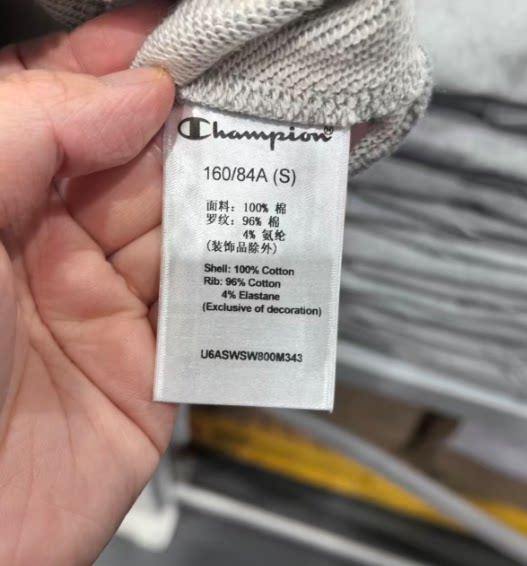 Champion®
160/84A (S)
面料: 100% 棉
罗纹: 96% 棉
4% 氨纶
(装饰品除外)
Shell: 100% Cotton
Rib: 96% Cotton
4% Elastane
(Exclusive of decoration)
U6ASWSW800M343